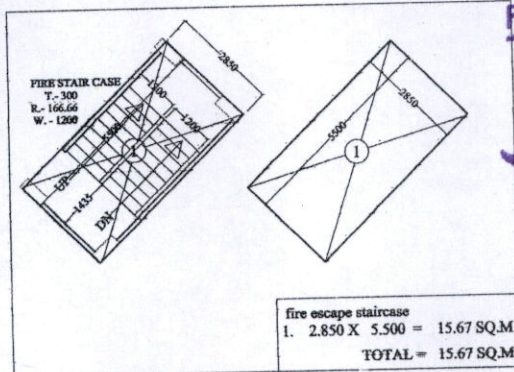 FIRE STAIR CASE
T.- 300
R.- 166.66
W. - 1200
2850
1300
1200
5500
UP
1
1435
DN
2850
5500
1
fire escape staircase
1. 2.850 X 5.500 = 15.67 SQ.M
TOTAL = 15.67 SQ.M